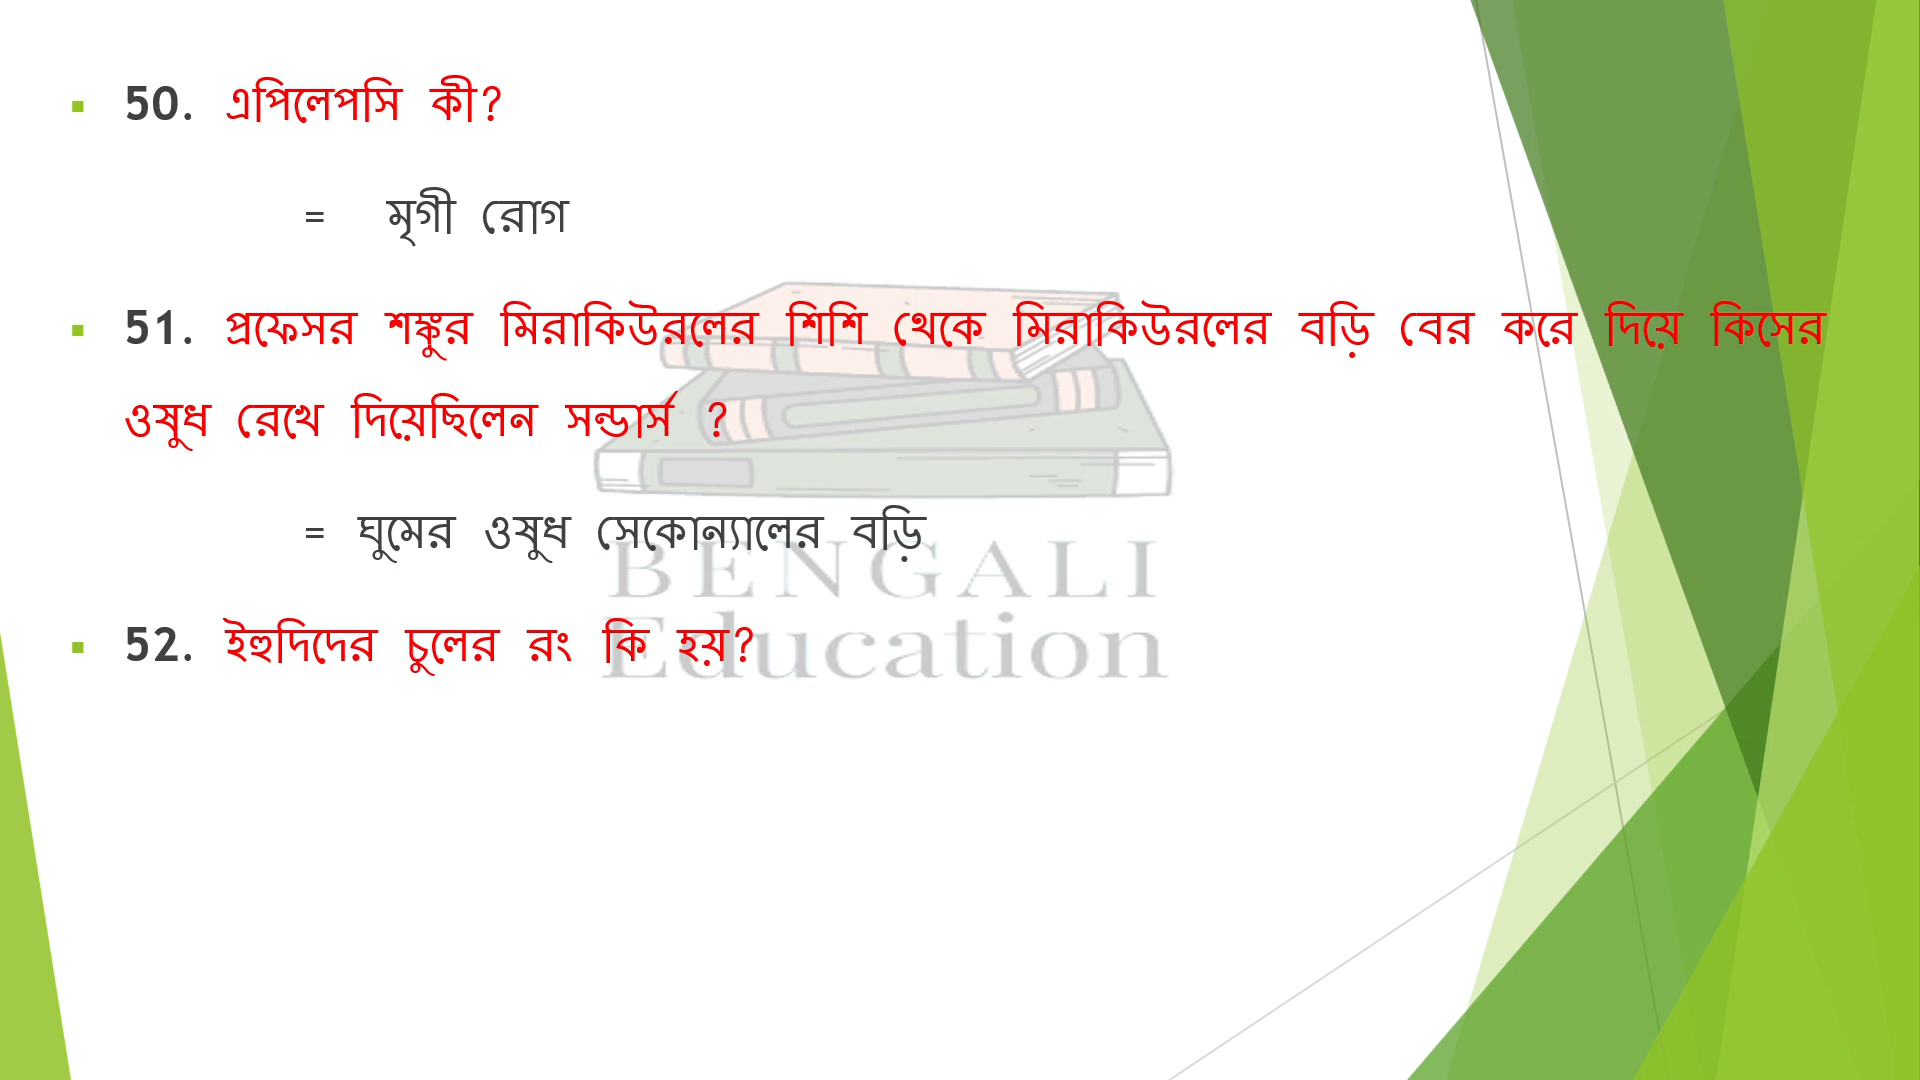 50. এপিলেপসি কী?
= মৃগী রোগ
51. প্রফেসর শঙ্কুর মিরাকিউরলের শিশি থেকে মিরাকিউরলের বড়ি বের করে দিয়ে কিসের
ওষুধ রেখে দিয়েছিলেন সন্ডার্স ?
= ঘুমের ওষুধ সেকোন্যালের বড়ি
BENGALI
52. ইহুদিদের চুলের রং কি হয়?
Education